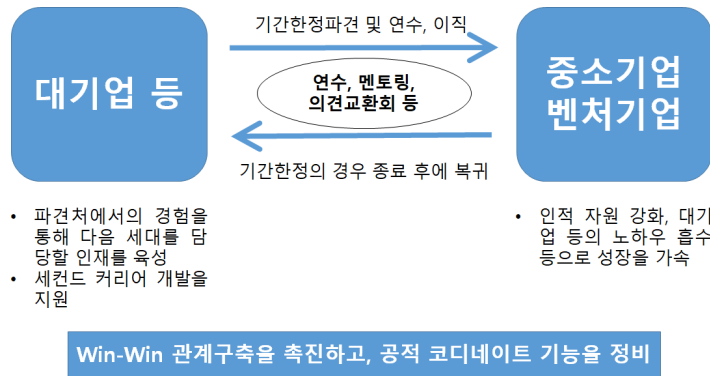 기간한정파견 및 연수, 이직
대기업 등
연수, 멘토링,
의견교환회 등
중소기업
벤처기업
기간한정의 경우 종료 후에 복귀
• 파견처에서의 경험을
통해 다음 세대를 담
당할 인재를 육성
• 세컨드 커리어 개발을
지원
• 인적 자원 강화, 대기
업 등의 노하우 흡수
등으로 성장을 가속
Win-Win 관계구축을 촉진하고, 공적 코디네이트 기능을 정비